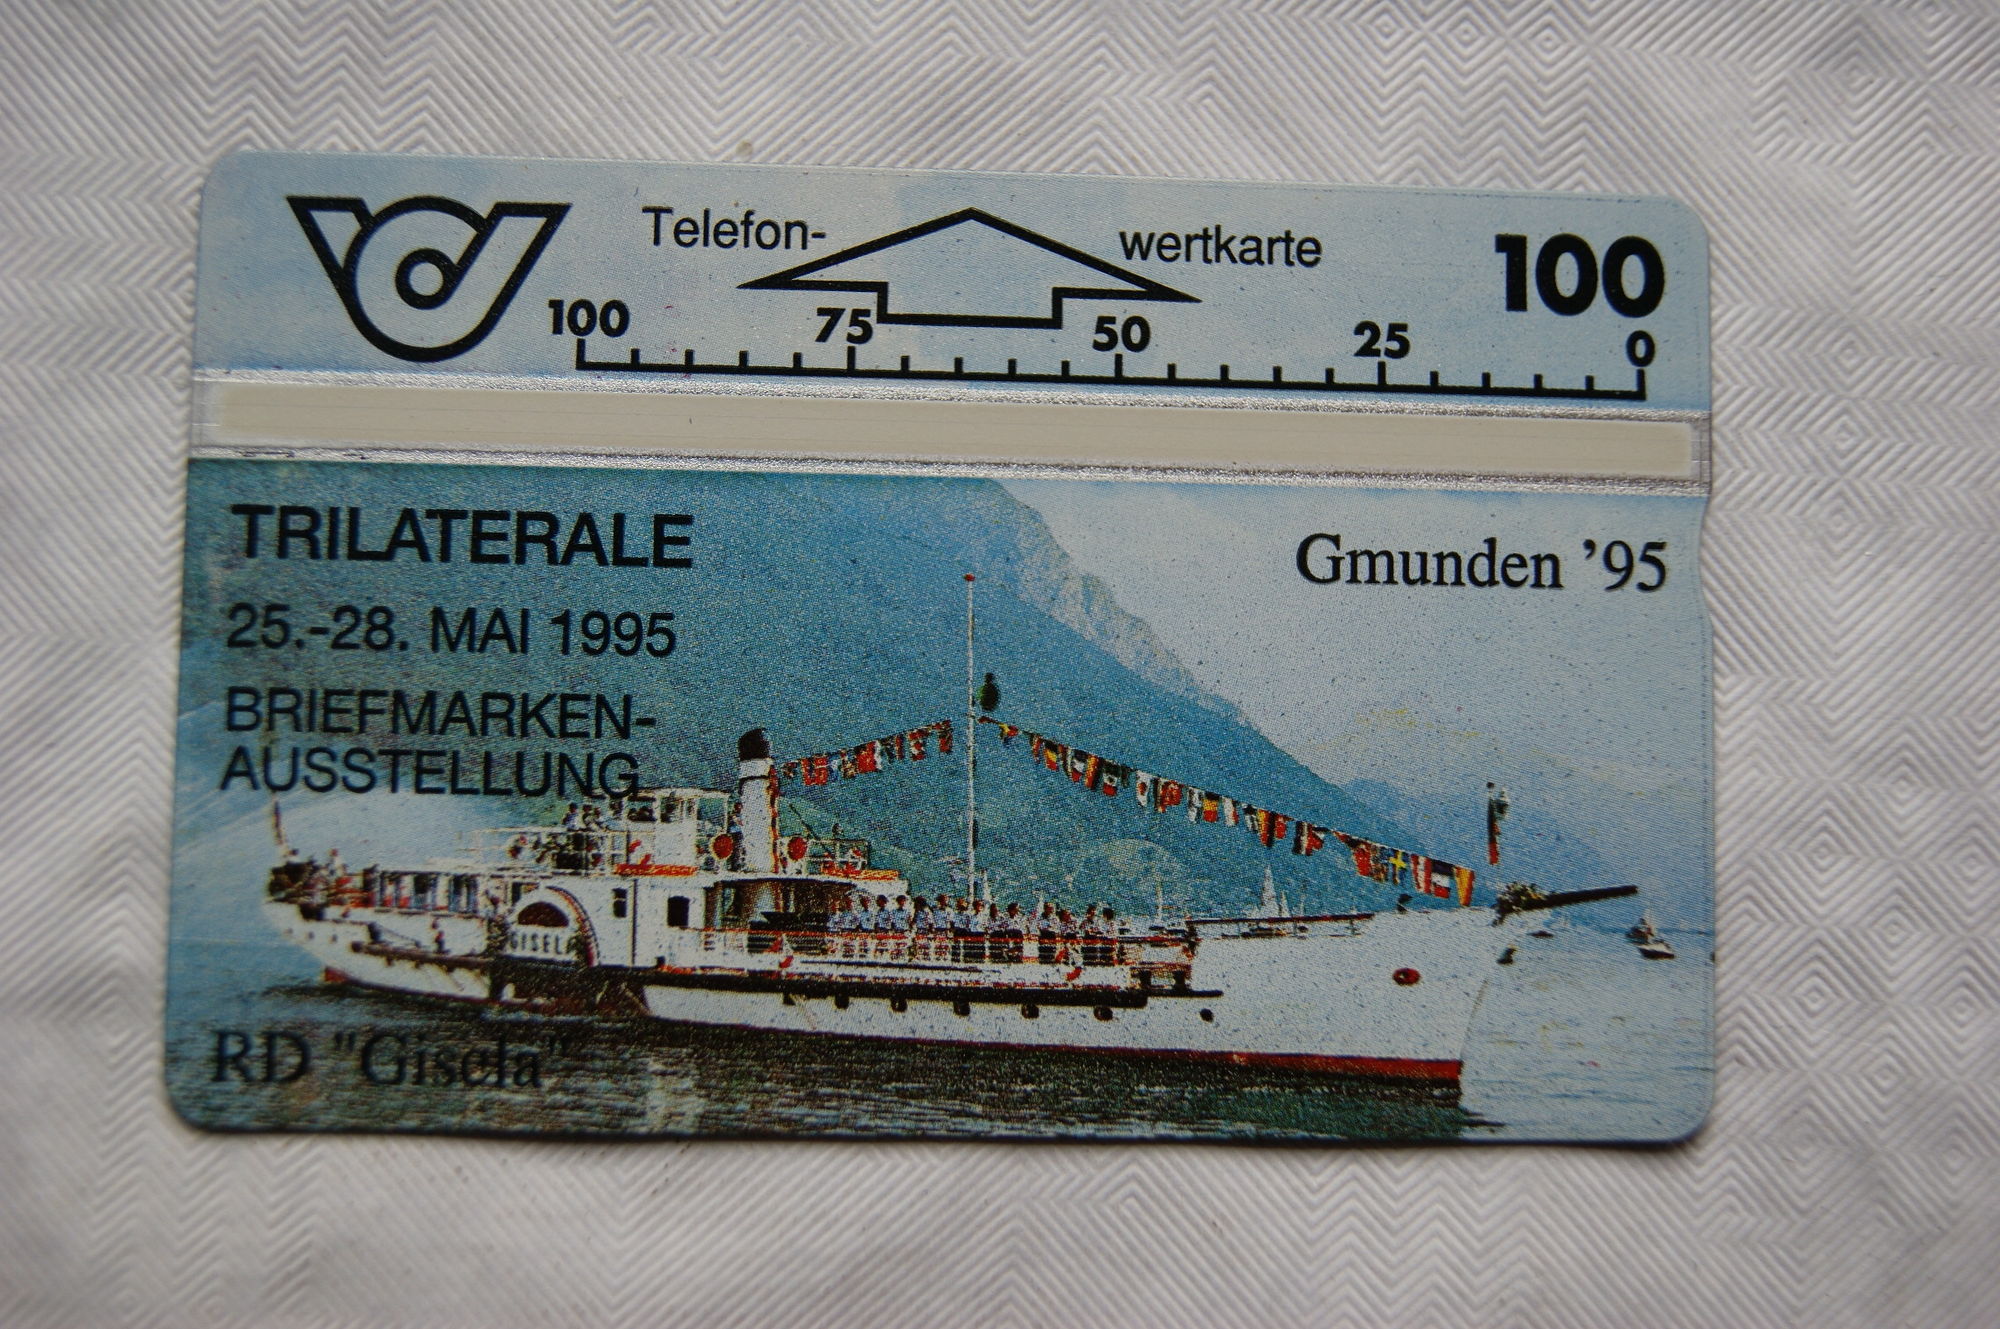 Telefon- wertkarte
100
100 75 50 25 0
TRILATERALE
Gmunden ’95
25.-28. MAI 1995
BRIEFMARKEN-
AUSSTELLUNG
GISELA
RD "Gisela"